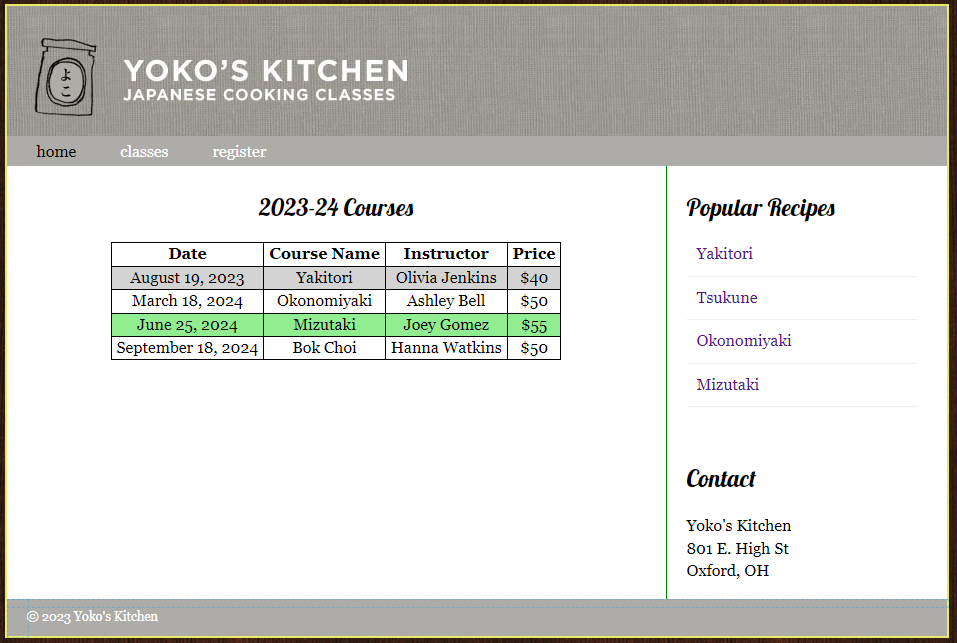 よ
こ
YOKO'S KITCHEN
JAPANESE COOKING CLASSES
home classes register
2023-24 Courses
Date Course Name Instructor Price
August 19, 2023 Yakitori Olivia Jenkins $40
March 18, 2024 Okonomiyaki Ashley Bell $50
June 25, 2024 Mizutaki Joey Gomez $55
September 18, 2024 Bok Choi Hanna Watkins $50
Popular Recipes
Yakitori
Tsukune
Okonomiyaki
Mizutaki
Contact
Yoko's Kitchen
801 E. High St
Oxford, OH
© 2023 Yoko's Kitchen